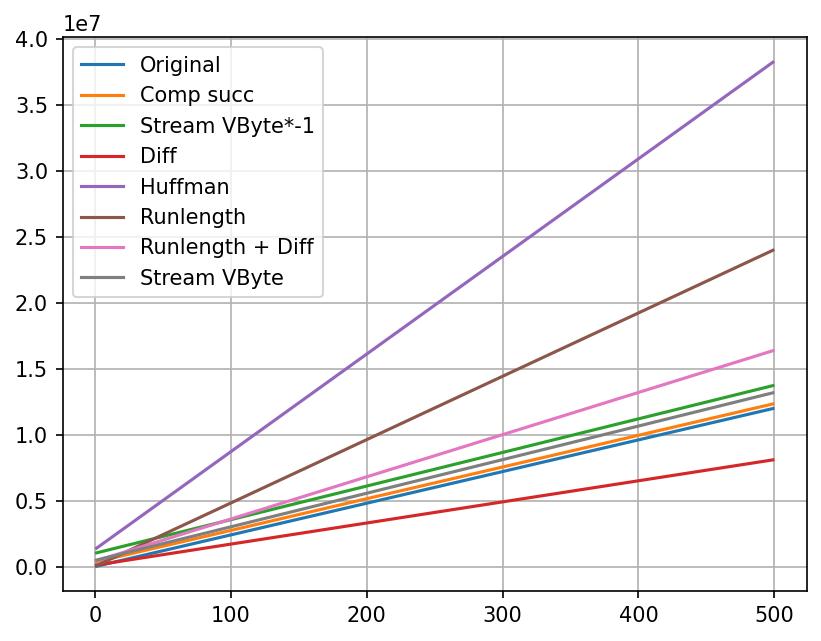 1e7
4.0
3.5
3.0
2.5
2.0
1.5
1.0
0.5
0.0
Original
Comp succ
Stream VByte*-1
Diff
Huffman
Runlength
Runlength + Diff
Stream VByte
0 100 200 300 400 500